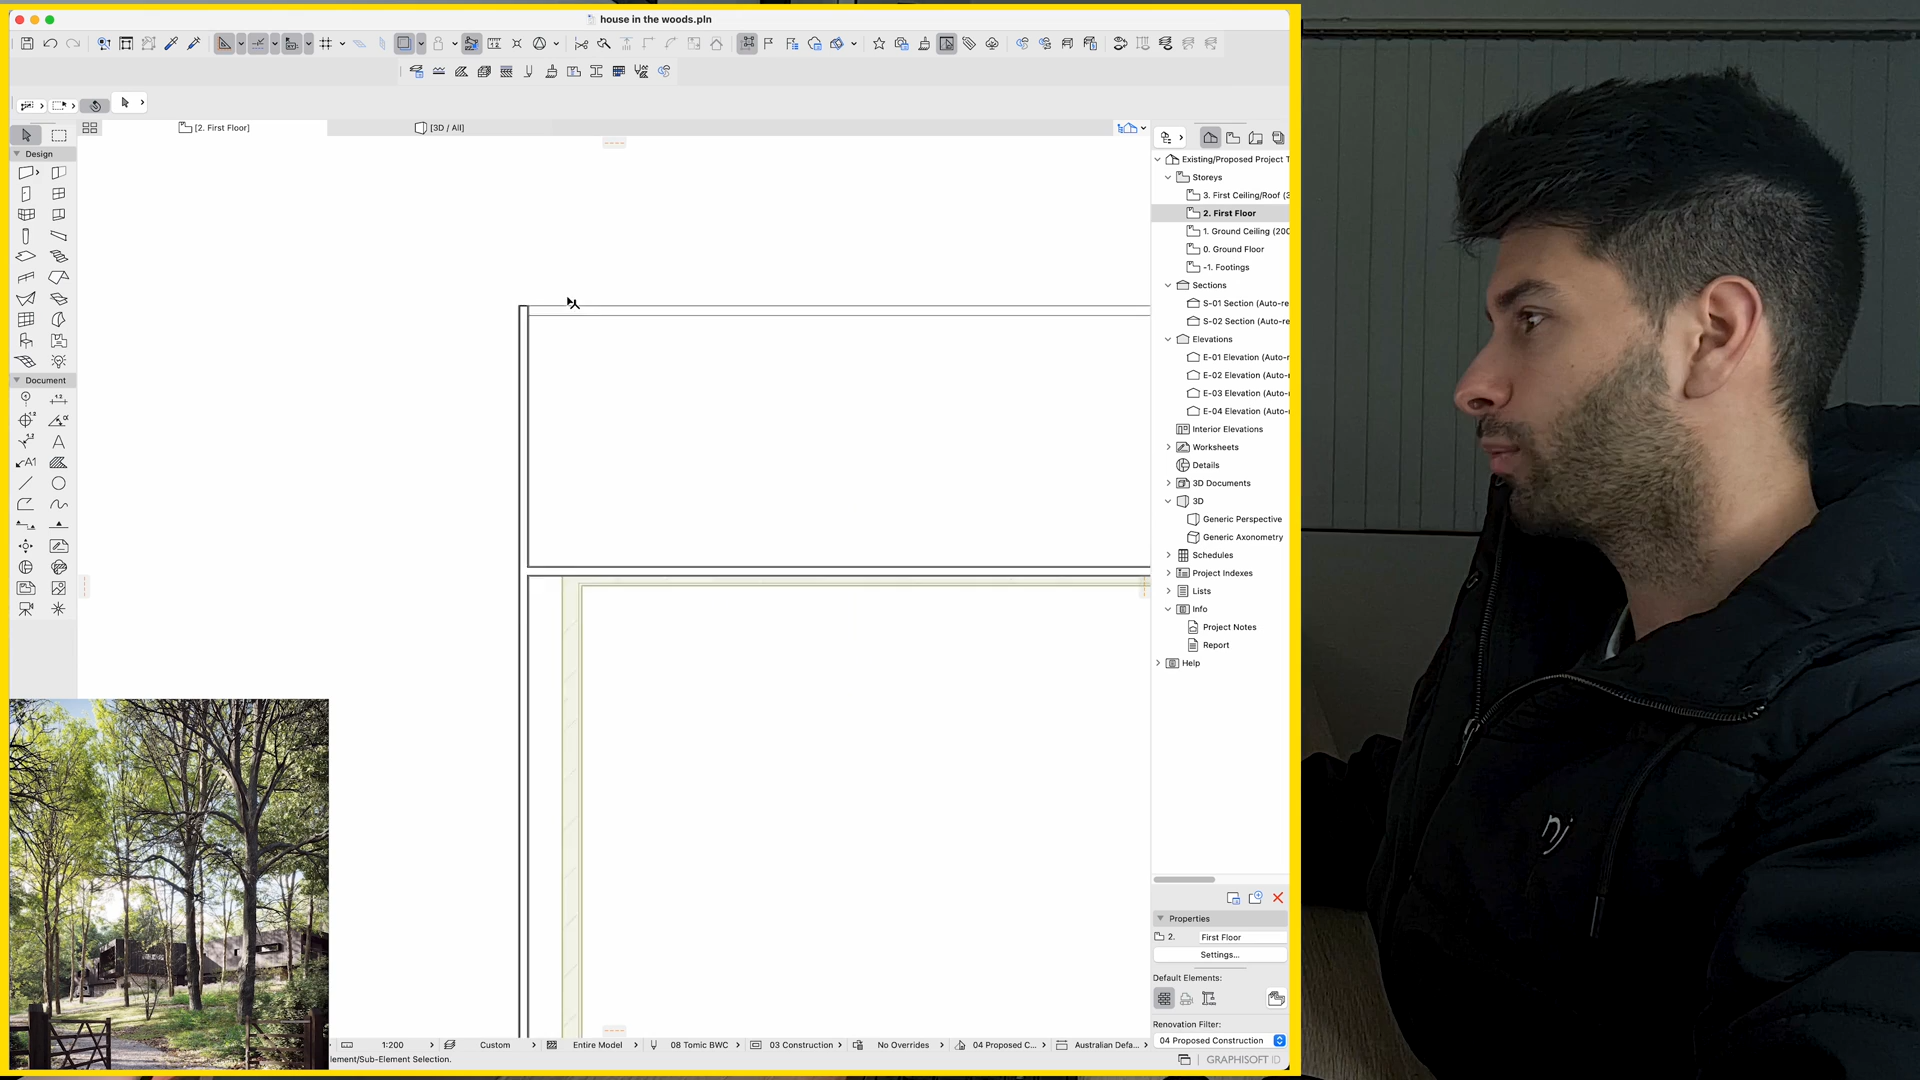 house in the woods.pln
[2. First Floor]
[3D / All]
Design
Document
A1
Existing/Proposed Project T
Storeys
3. First Ceiling/Roof (3
2. First Floor
1. Ground Ceiling (200
0. Ground Floor
-1. Footings
Sections
S-01 Section (Auto-re
S-02 Section (Auto-re
Elevations
E-01 Elevation (Auto-r
E-02 Elevation (Auto-r
E-03 Elevation (Auto-r
E-04 Elevation (Auto-r
Interior Elevations
Worksheets
Details
3D Documents
3D
Generic Perspective
Generic Axonometry
Schedules
Project Indexes
Lists
Info
Project Notes
Report
Help
Properties
2. First Floor
Settings...
Default Elements:
Renovation Filter:
04 Proposed Construction
1:200 Custom Entire Model 08 Tomic BWC 03 Construction No Overrides 04 Proposed C... Australian Defa...
lement/Sub-Element Selection.
GRAPHISOFT ID
nj